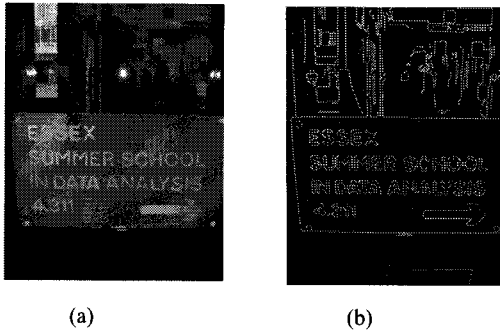 ESSEX
SUMMER SCHOOL
IN DATA ANALYSIS
4.311
ESSEX
SUMMER SCHOOL
IN DATA ANALYSIS
4.311
(a)
(b)